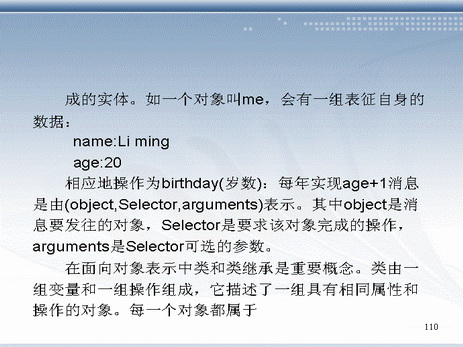 成的实体。如一个对象叫me，会有一组表征自身的
数据：
name:Li ming
age:20
相应地操作为birthday(岁数)：每年实现age+1消息
是由(object,Selector,arguments)表示。其中object是消
息要发往的对象，Selector是要求该对象完成的操作，
arguments是Selector可选的参数。
在面向对象表示中类和类继承是重要概念。类由一
组变量和一组操作组成，它描述了一组具有相同属性和
操作的对象。每一个对象都属于
110